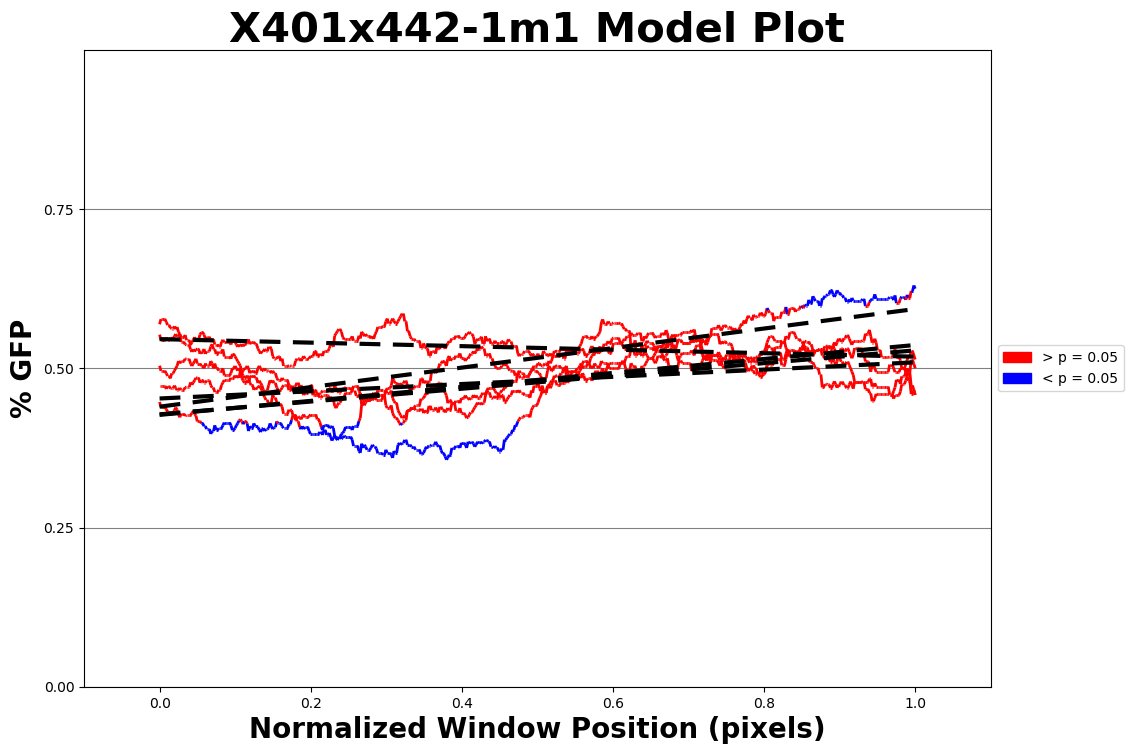 X401x442-1m1 Model Plot
% GFP
0.75
0.50
0.25
0.00
> p = 0.05
< p = 0.05
0.0 0.2 0.4 0.6 0.8 1.0
Normalized Window Position (pixels)